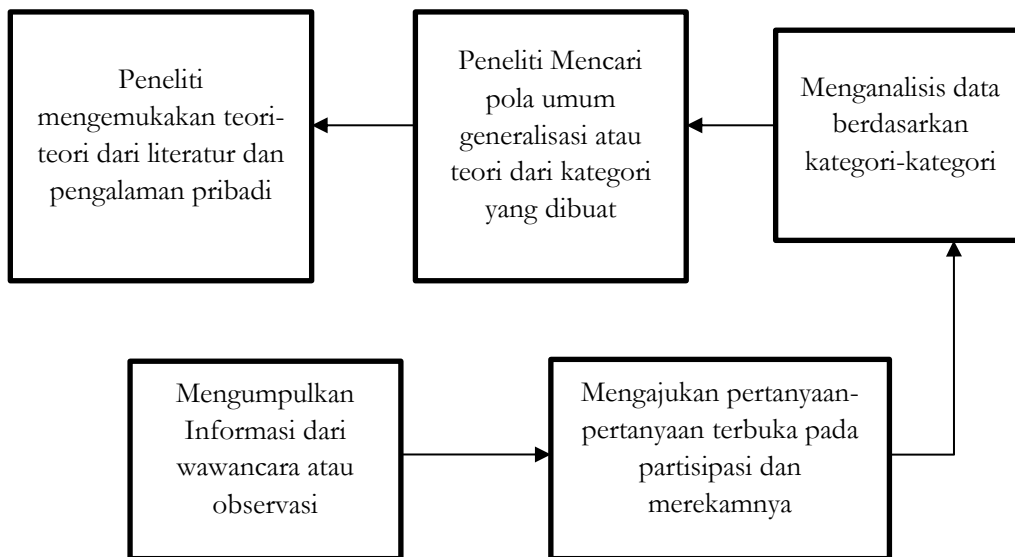 Peneliti
mengemukakan teori-
teori dari literatur dan
pengalaman pribadi
Peneliti Mencari
pola umum
generalisasi atau
teori dari kategori
yang dibuat
Menganalisis data
berdasarkan
kategori-kategori
Mengumpulkan
Informasi dari
wawancara atau
observasi
Mengajukan pertanyaan-
pertanyaan terbuka pada
partisipasi dan
merekamnya